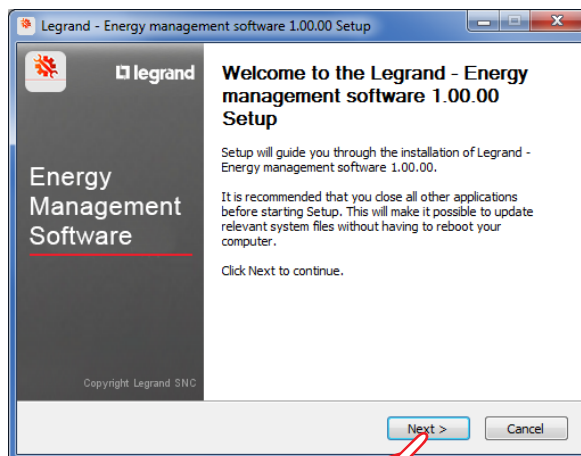 Legrand - Energy management software 1.00.00 Setup
legrand
Energy
Management
Software
Copyright Legrand SNC
Welcome to the Legrand - Energy
management software 1.00.00
Setup
Setup will guide you through the installation of Legrand -
Energy management software 1.00.00.
It is recommended that you close all other applications
before starting Setup. This will make it possible to update
relevant system files without having to reboot your
computer.
Click Next to continue.
Next >
Cancel